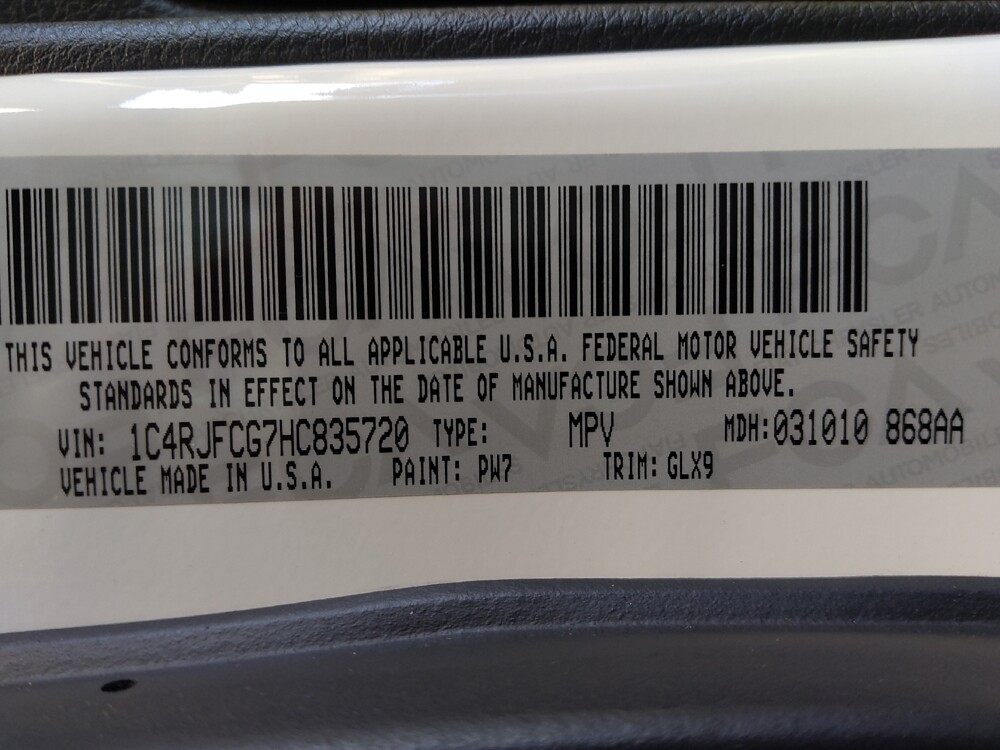 THIS VEHICLE CONFORMS TO ALL APPLICABLE U.S.A. FEDERAL MOTOR VEHICLE SAFETY
STANDARDS IN EFFECT ON THE DATE OF MANUFACTURE SHOWN ABOVE.
VIN: 1C4RJFCG7HC835720 TYPE: MPV MDH:031010 868AA
VEHICLE MADE IN U.S.A. PAINT: PW7 TRIM: GLX9